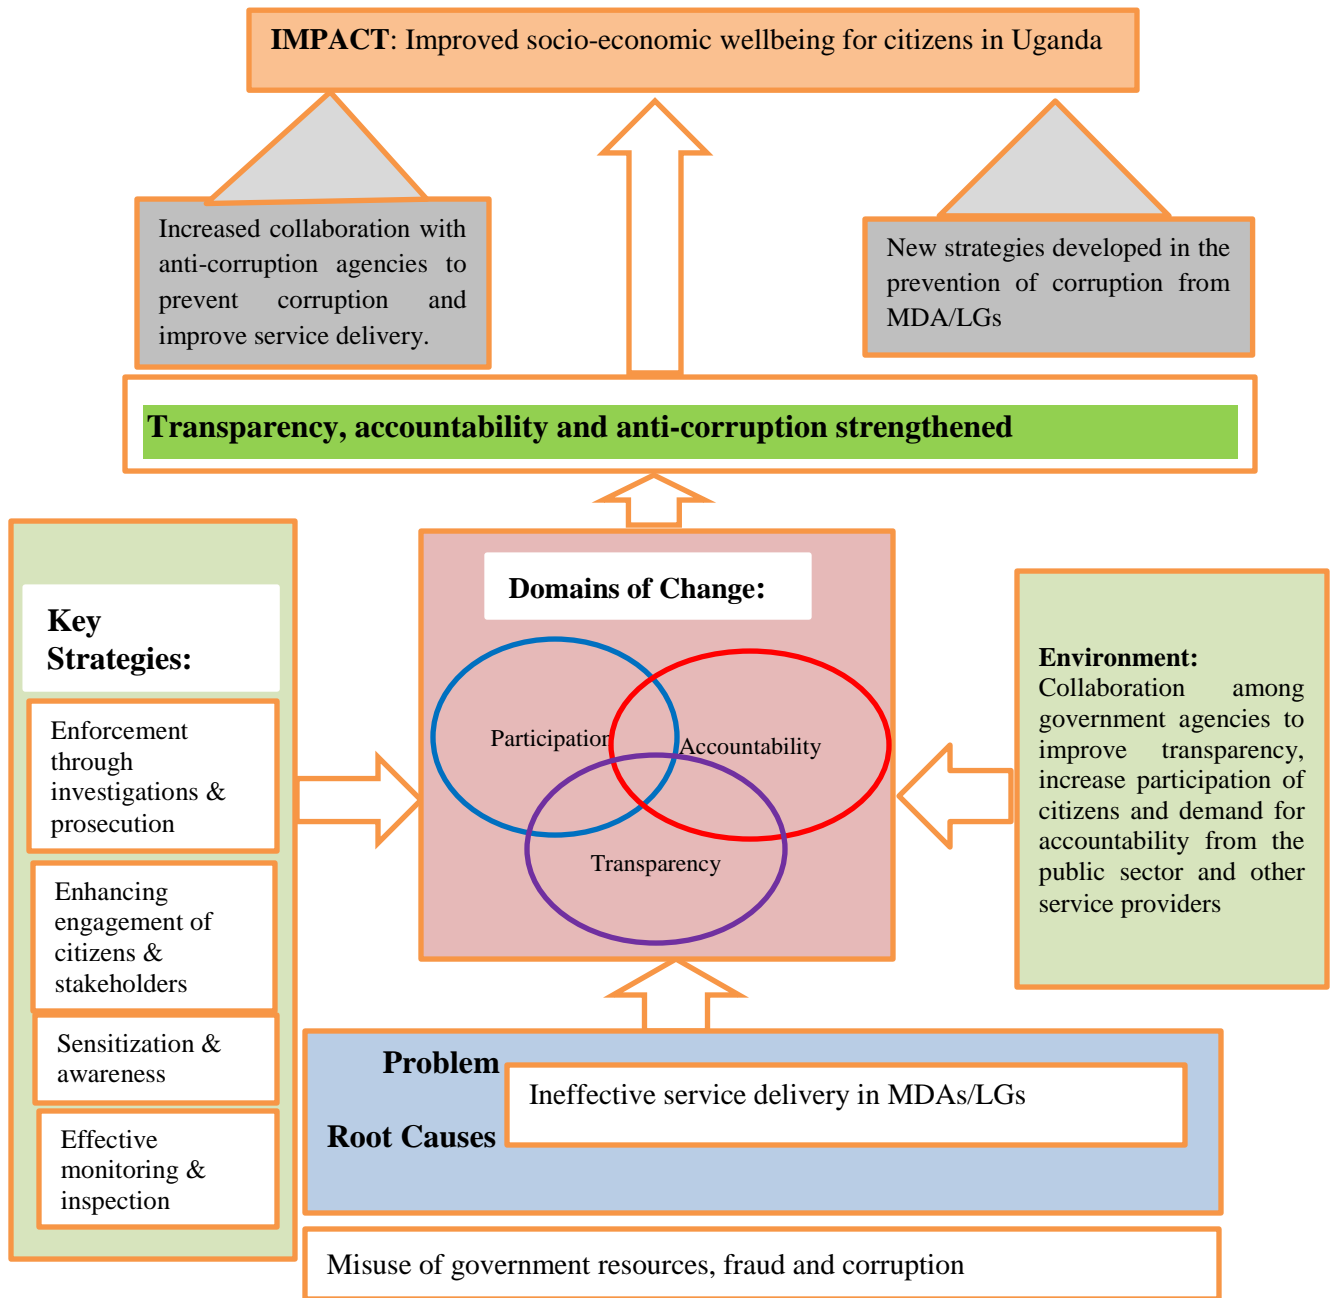 IMPACT: Improved socio-economic wellbeing for citizens in Uganda
Increased collaboration with
anti-corruption agencies to
prevent corruption and
improve service delivery.
New strategies developed in the
prevention of corruption from
MDA/LGs
Transparency, accountability and anti-corruption strengthened
Key
Strategies:
Enforcement
through
investigations &
prosecution
Enhancing
engagement of
citizens &
stakeholders
Sensitization &
awareness
Effective
monitoring &
inspection
Domains of Change:
Participation
Accountability
Transparency
Environment:
Collaboration among
government agencies to
improve transparency,
increase participation of
citizens and demand for
accountability from the
public sector and other
service providers
Problem
Ineffective service delivery in MDAs/LGs
Root Causes
Misuse of government resources, fraud and corruption